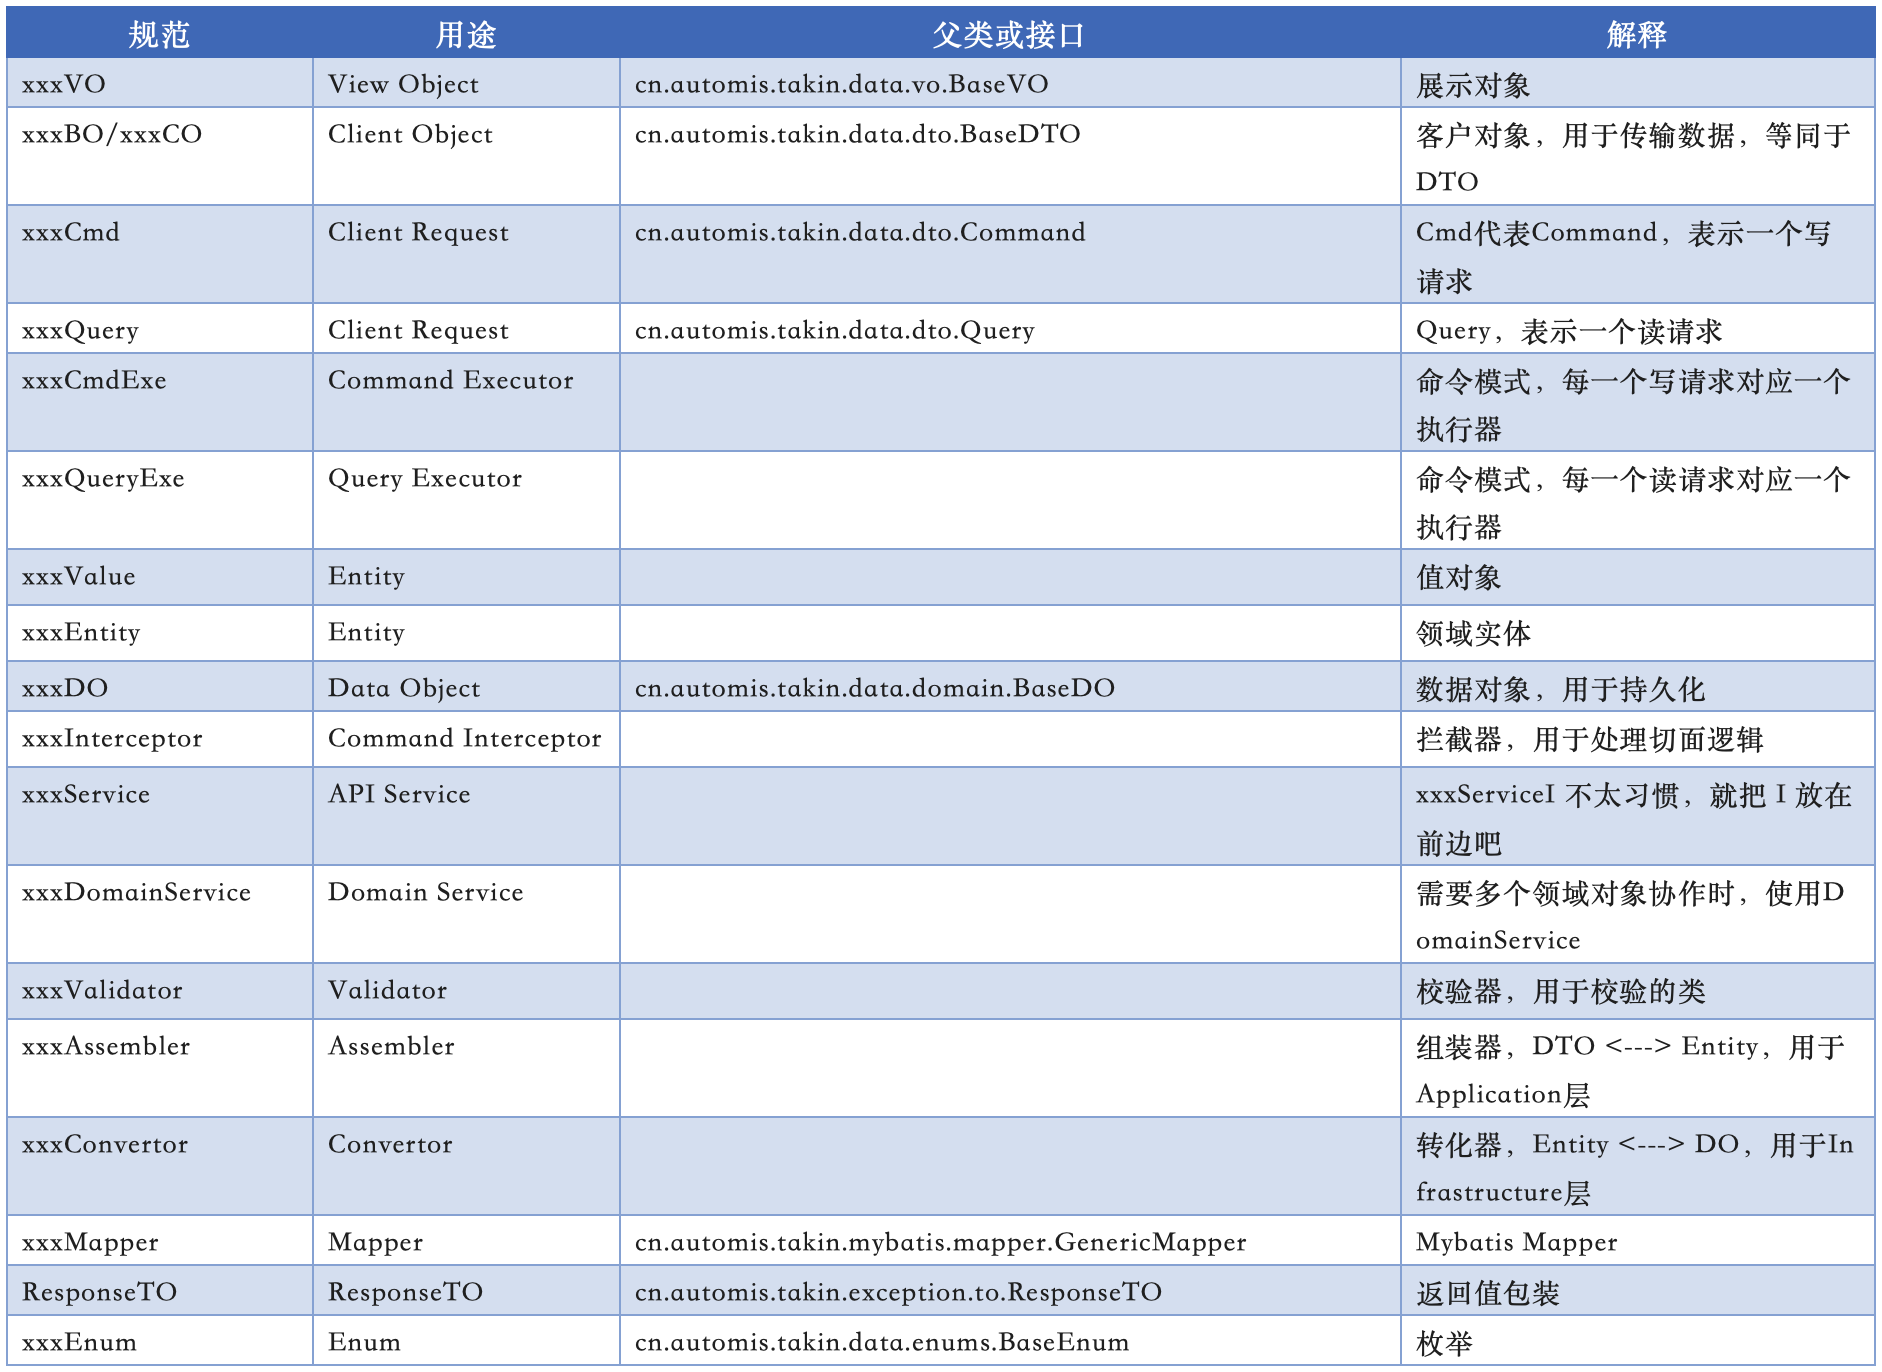 规范 用途 父类或接口 解释
xxxVO View Object cn.automis.takin.data.vo.BaseVO 展示对象
xxxBO/xxxCO Client Object cn.automis.takin.data.dto.BaseDTO 客户对象，用于传输数据，等同于
DTO
xxxCmd Client Request cn.automis.takin.data.dto.Command Cmd代表Command，表示一个写
请求
xxxQuery Client Request cn.automis.takin.data.dto.Query Query，表示一个读请求
xxxCmdExe Command Executor 命令模式，每一个写请求对应一个
执行器
xxxQueryExe Query Executor 命令模式，每一个读请求对应一个
执行器
xxxValue Entity 值对象
xxxEntity Entity 领域实体
xxxDO Data Object cn.automis.takin.data.domain.BaseDO 数据对象，用于持久化
xxxInterceptor Command Interceptor 拦截器，用于处理切面逻辑
xxxService API Service xxxServiceI 不太习惯，就把 I 放在
前边吧
xxxDomainService Domain Service 需要多个领域对象协作时，使用D
omainService
xxxValidator Validator 校验器，用于校验的类
xxxAssembler Assembler 组装器，DTO <---> Entity，用于
Application层
xxxConvertor Convertor 转化器，Entity <---> DO，用于In
frastructure层
xxxMapper Mapper cn.automis.takin.mybatis.mapper.GenericMapper Mybatis Mapper
ResponseTO ResponseTO cn.automis.takin.exception.to.ResponseTO 返回值包装
xxxEnum Enum cn.automis.takin.data.enums.BaseEnum 枚举